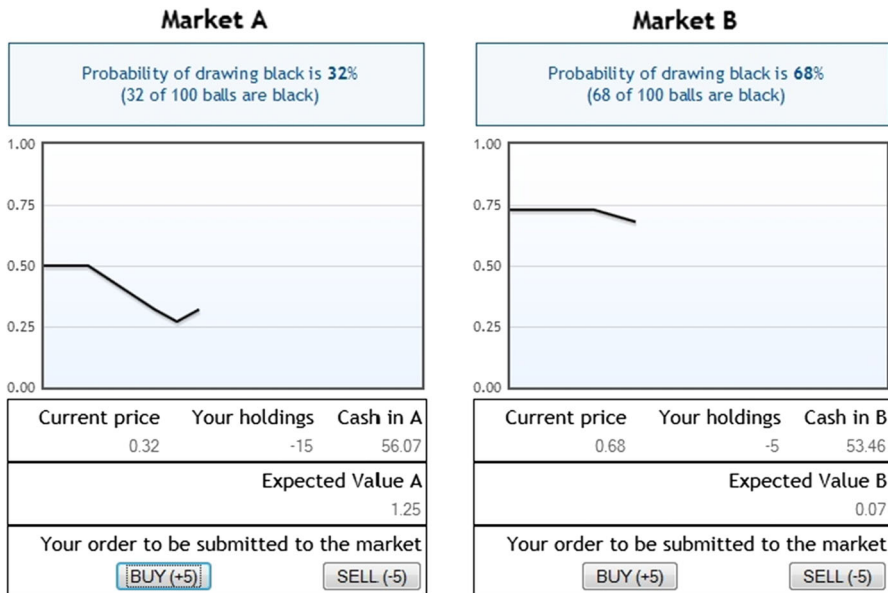 Market A
Probability of drawing black is 32%
(32 of 100 balls are black)
1.00
0.75
0.50
0.25
0.00
Current price Your holdings Cash in A
0.32 -15 56.07
Expected Value A
1.25
Your order to be submitted to the market
BUY (+5) SELL (-5)
Market B
Probability of drawing black is 68%
(68 of 100 balls are black)
1.00
0.75
0.50
0.25
0.00
Current price Your holdings Cash in B
0.68 -5 53.46
Expected Value B
0.07
Your order to be submitted to the market
BUY (+5) SELL (-5)